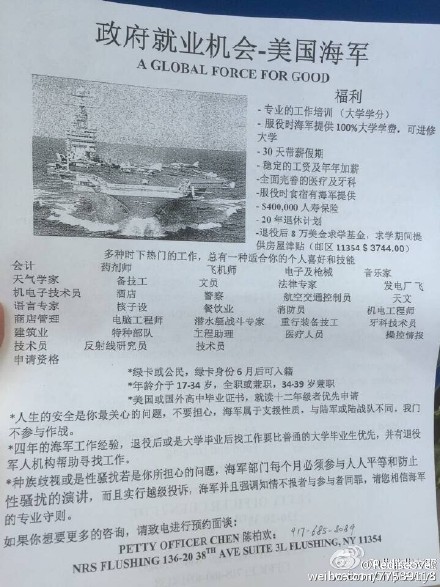 政府就业机会-美国海军
A GLOBAL FORCE FOR GOOD
福利
- 专业的工作培训（大学学分）
- 服役时海军提供 100%大学学费，可进修
大学
- 30 天带薪假期
- 稳定的工资及年年加薪
- 全面完善的医疗及牙科
- 服役时食宿有海军提供
- $400,000 人寿保险
- 20 年退休计划
- 退役后 8 万美金求学基金，求学期间提
供房屋津贴（邮区 11354 $ 3744.00）
多种时下热门的工作，总有一种适合你的个人喜好和技能
会计 药剂师 飞机师 电子及枪械 音乐家
天气学家 备技工 文员 法律专家 发电厂
机电子技术员 酒店 警察 航空交通控制员 天文
语言专家 核子设 餐饮业 消防员 机电工程师
商店管理 电脑工程师 潜水艇战斗专家 重行装备技工 牙科技术员
建筑业 特种部队 工程助理 医疗人员 操控情报
技术员 反射线研究员 技术员
申请资格
*绿卡或公民，绿卡身份 6 月后可入籍
*年龄介于 17-34 岁，全职或兼职，34-39 岁兼职
*美国或国外高中毕业证书，就读十二年级者优先申请
*人生的安全是你最关心的问题，不要担心，海军属于支援性质，与陆军或陆战队不同，我们
不参与作战。
*四年的海军工作经验，退役后或是大学毕业后找工作要比普通的大学毕业生优先，并有退役
军人机构帮助寻找工作。
*种族歧视或是性骚扰若是你所担心的问题，海军部门每个月必须参与人人平等和防止
性骚扰的演讲，而且实行越级投诉，海军并且强调知情不报者与参与者同罪，请您相信海军
的专业守则。
如果你想要更多的咨询，请致电进行预约面谈：
PETTY OFFICER CHEN 陈柏欢: 917-685-2089
NRS FLUSHING 136-20 38TH AVE SUITE 3L FLUSHING, NY 11354